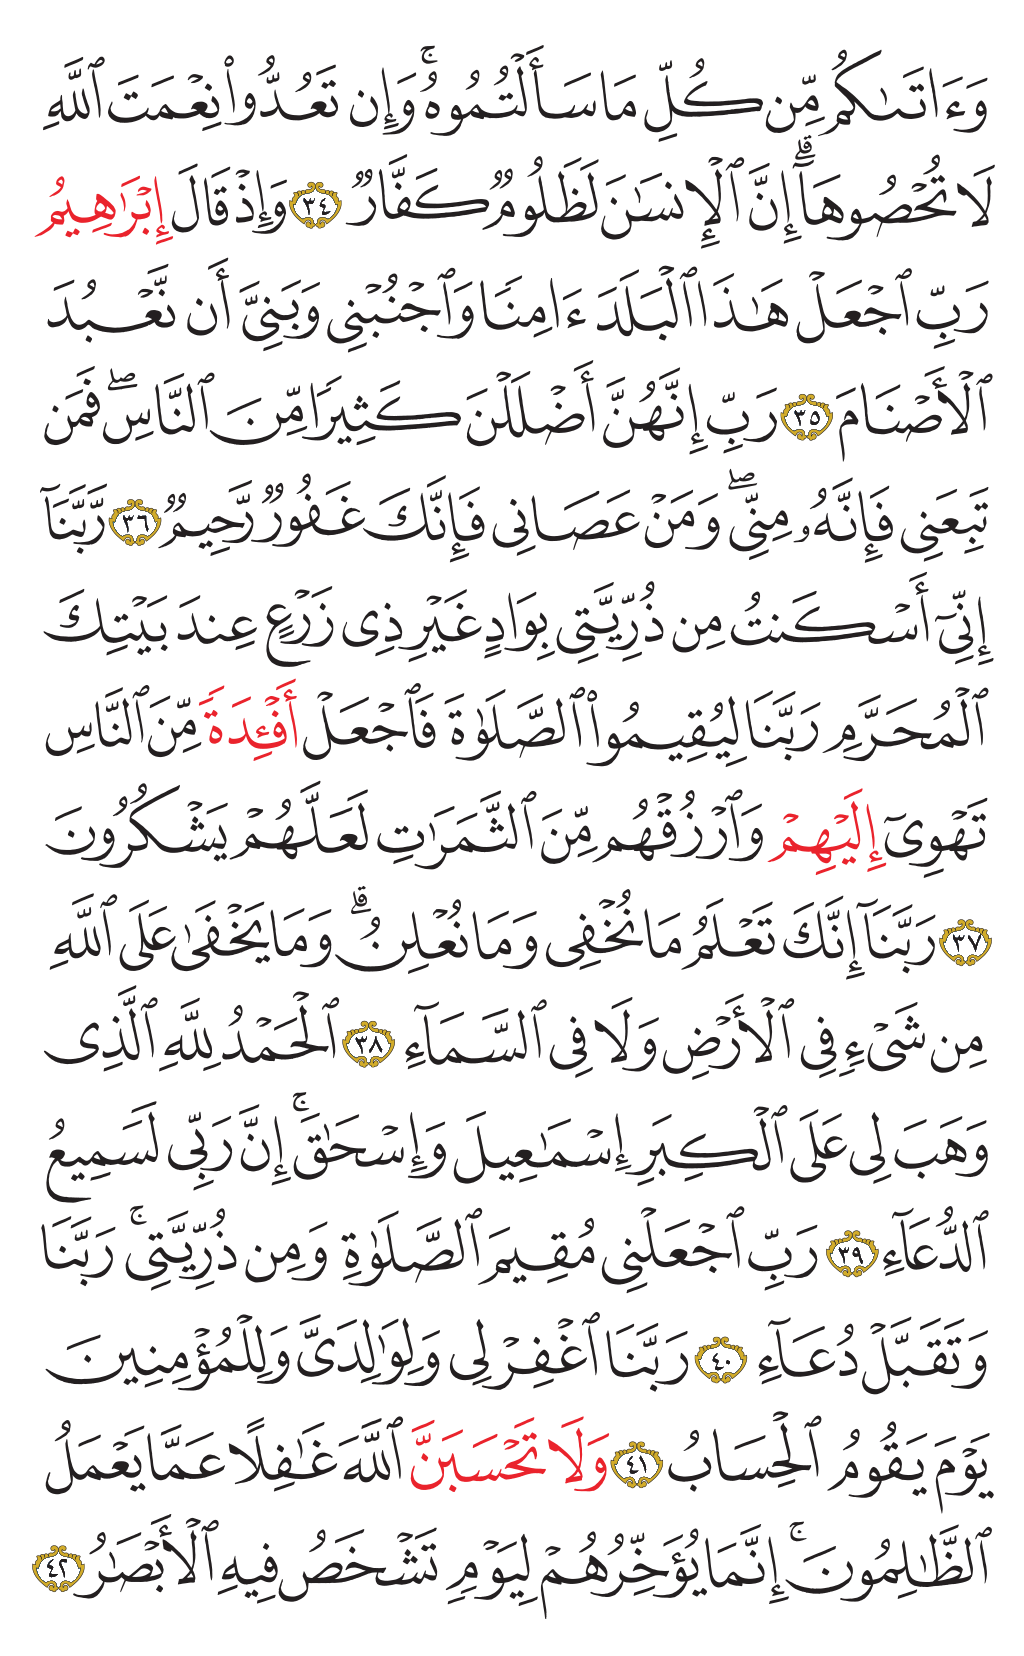 وَءَاتَىٰكُم مِّن كُلِّ مَا سَأَلْتُمُوهُۚ وَإِن تَعُدُّوا۟ نِعْمَتَ ٱللَّهِ
لَا تُحْصُوهَآۗ إِنَّ ٱلْإِنسَٰنَ لَظَلُومٌ كَفَّارٌ ٣٤ وَإِذْ قَالَ إِبْرَٰهِيمُ
رَبِّ ٱجْعَلْ هَٰذَا ٱلْبَلَدَ ءَامِنًا وَٱجْنُبْنِى وَبَنِىَّ أَن نَّعْبُدَ
ٱلْأَصْنَامَ ٣٥ رَبِّ إِنَّهُنَّ أَضْلَلْنَ كَثِيرًا مِّنَ ٱلنَّاسِۖ فَمَن
تَبِعَنِى فَإِنَّهُۥ مِنِّىۖ وَمَنْ عَصَانِى فَإِنَّكَ غَفُورٌ رَّحِيمٌ ٣٦ رَّبَّنَآ
إِنِّىٓ أَسْكَنتُ مِن ذُرِّيَّتِى بِوَادٍ غَيْرِ ذِى زَرْعٍ عِندَ بَيْتِكَ
ٱلْمُحَرَّمِ رَبَّنَا لِيُقِيمُوا۟ ٱلصَّلَوٰةَ فَٱجْعَلْ أَفْـِٔدَةً مِّنَ ٱلنَّاسِ
تَهْوِىٓ إِلَيْهِمْ وَٱرْزُقْهُم مِّنَ ٱلثَّمَرَٰتِ لَعَلَّهُمْ يَشْكُرُونَ
٣٧ رَبَّنَآ إِنَّكَ تَعْلَمُ مَا نُخْفِى وَمَا نُعْلِنُۗ وَمَا يَخْفَىٰ عَلَى ٱللَّهِ
مِن شَىْءٍ فِى ٱلْأَرْضِ وَلَا فِى ٱلسَّمَآءِ ٣٨ ٱلْحَمْدُ لِلَّهِ ٱلَّذِى
وَهَبَ لِى عَلَى ٱلْكِبَرِ إِسْمَٰعِيلَ وَإِسْحَٰقَۚ إِنَّ رَبِّى لَسَمِيعُ
ٱلدُّعَآءِ ٣٩ رَبِّ ٱجْعَلْنِى مُقِيمَ ٱلصَّلَوٰةِ وَمِن ذُرِّيَّتِىۚ رَبَّنَا
وَتَقَبَّلْ دُعَآءِ ٤٠ رَبَّنَا ٱغْفِرْ لِى وَلِوَٰلِدَىَّ وَلِلْمُؤْمِنِينَ
يَوْمَ يَقُومُ ٱلْحِسَابُ ٤١ وَلَا تَحْسَبَنَّ ٱللَّهَ غَٰفِلًا عَمَّا يَعْمَلُ
ٱلظَّٰلِمُونَۚ إِنَّمَا يُؤَخِّرُهُمْ لِيَوْمٍ تَشْخَصُ فِيهِ ٱلْأَبْصَٰرُ ٤٢